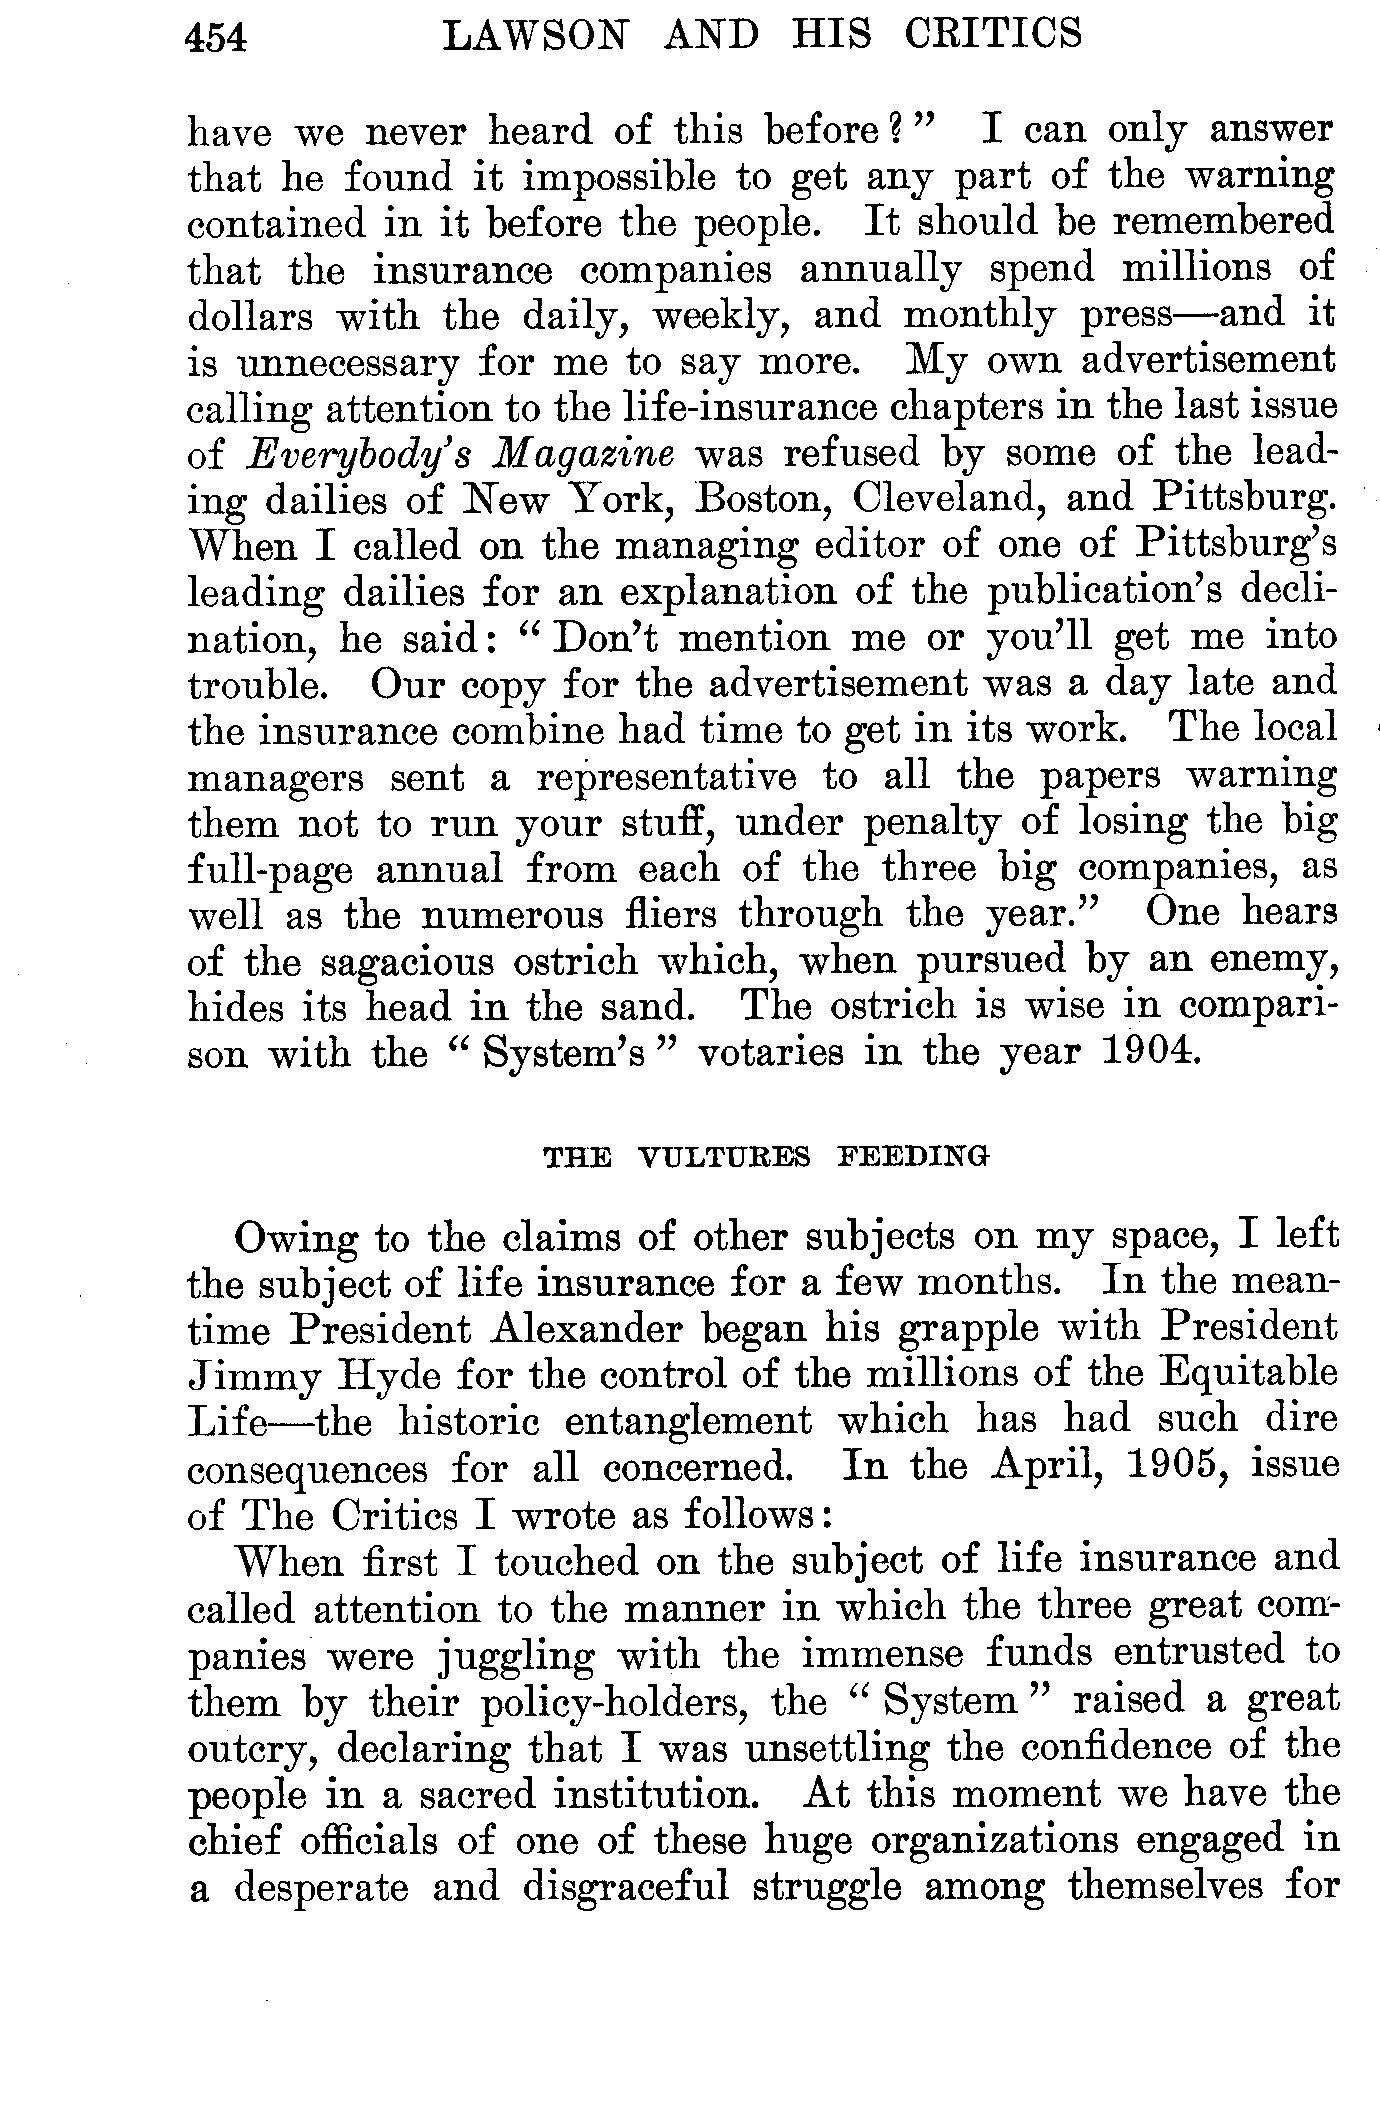 454 LAWSON AND HIS CRITICS
have we never heard of this before?” I can only answer
that he found it impossible to get any part of the warning
contained in it before the people. It should be remembered
that the insurance companies annually spend millions of
dollars with the daily, weekly, and monthly press—and it
is unnecessary for me to say more. My own advertisement
calling attention to the life-insurance chapters in the last issue
of Everybody’s Magazine was refused by some of the lead-
ing dailies of New York, Boston, Cleveland, and Pittsburg.
When I called on the managing editor of one of Pittsburg’s
leading dailies for an explanation of the publication’s decli-
nation, he said: “ Don’t mention me or you’ll get me into
trouble. Our copy for the advertisement was a day late and
the insurance combine had time to get in its work. The local
managers sent a representative to all the papers warning
them not to run your stuff, under penalty of losing the big
full-page annual from each of the three big companies, as
well as the numerous fliers through the year.” One hears
of the sagacious ostrich which, when pursued by an enemy,
hides its head in the sand. The ostrich is wise in compari-
son with the “ System’s ” votaries in the year 1904.
THE VULTURES FEEDING
Owing to the claims of other subjects on my space, I left
the subject of life insurance for a few months. In the mean-
time President Alexander began his grapple with President
Jimmy Hyde for the control of the millions of the Equitable
Life—the historic entanglement which has had such dire
consequences for all concerned. In the April, 1905, issue
of The Critics I wrote as follows:
When first I touched on the subject of life insurance and
called attention to the manner in which the three great com-
panies were juggling with the immense funds entrusted to
them by their policy-holders, the “ System ” raised a great
outcry, declaring that I was unsettling the confidence of the
people in a sacred institution. At this moment we have the
chief officials of one of these huge organizations engaged in
a desperate and disgraceful struggle among themselves for